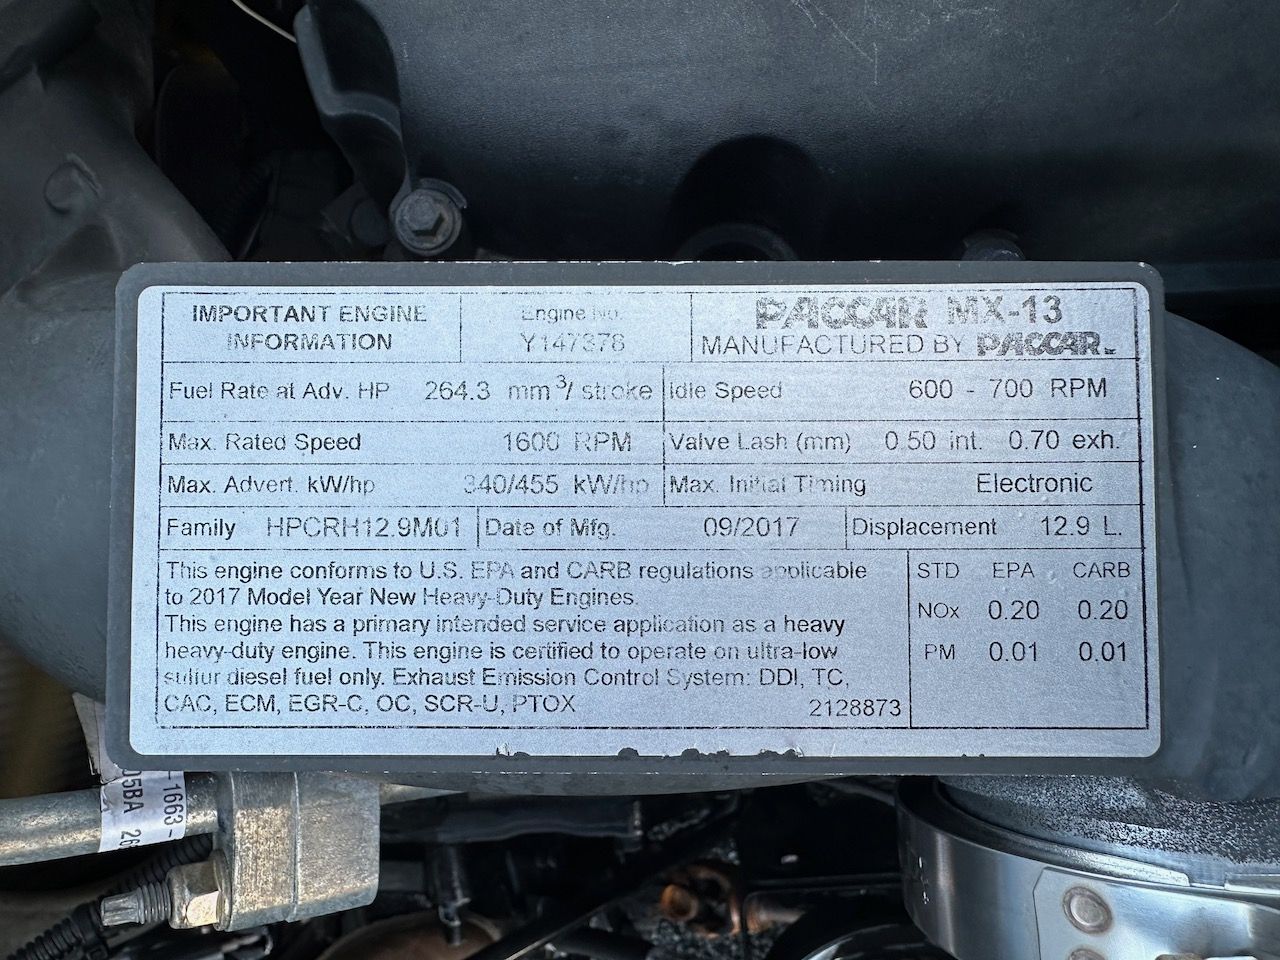 IMPORTANT ENGINE
INFORMATION
Engine No.
Y147378
PACCAR MX-13
MANUFACTURED BY PACCAR
Fuel Rate at Adv. HP 264.3 mm³/ stroke
Idle Speed 600 - 700 RPM
Max. Rated Speed 1600 RPM
Valve Lash (mm) 0.50 int. 0.70 exh.
Max. Advert. kW/hp 340/455 kW/hp
Max. Initial Timing Electronic
Family HPCRH12.9M01
Date of Mfg. 09/2017
Displacement 12.9 L.
This engine conforms to U.S. EPA and CARB regulations applicable
to 2017 Model Year New Heavy-Duty Engines.
This engine has a primary intended service application as a heavy
heavy-duty engine. This engine is certified to operate on ultra-low
sulfur diesel fuel only. Exhaust Emission Control System: DDI, TC,
CAC, ECM, EGR-C, OC, SCR-U, PTOX
2128873
STD EPA CARB
NOx 0.20 0.20
PM 0.01 0.01
-1663-
05BA